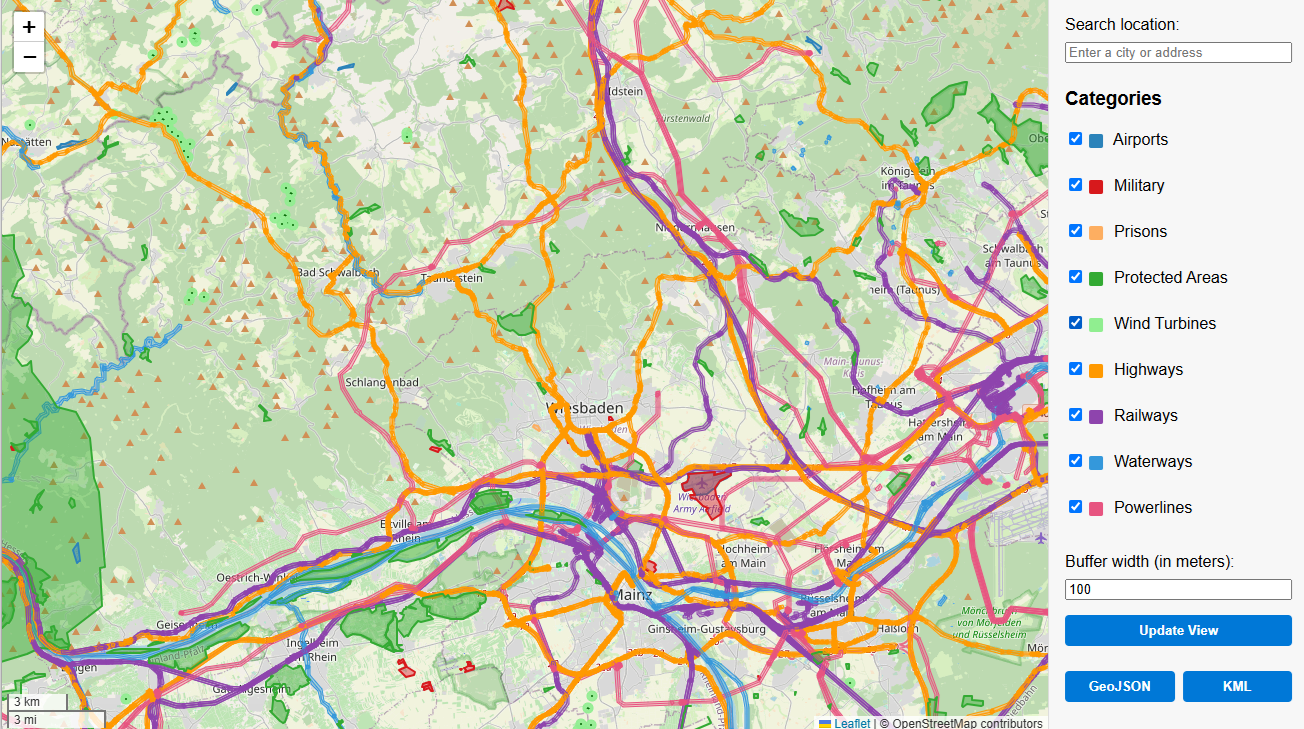 +
−
Idstein
Königstein
im Taunus
Niedernhausen
Schwalbach
am Taunus
Bad Schwalbach
Taunusstein
Main-Taunus-
Kreis
Schlangenbad
Hofheim am
Taunus
Wiesbaden
Hattersheim
am Main
Wiesbaden
Army Airfield
Eltville am
Rhein
Hochheim
am Main
Flörsheim am
Main
Oestrich-Winkel
Mainz
Rüsselsheim
am Main
Mönchbruch
von Mörfelden
und Rüsselsheim
Geisenheim
Ginsheim-Gustavsburg
Haßloch
Ingelheim
am Rhein
Gau-Algesheim
3 km
3 mi
Leaflet | © OpenStreetMap contributors
Search location:
Enter a city or address
Categories
Airports
Military
Prisons
Protected Areas
Wind Turbines
Highways
Railways
Waterways
Powerlines
Buffer width (in meters):
100
Update View
GeoJSON
KML